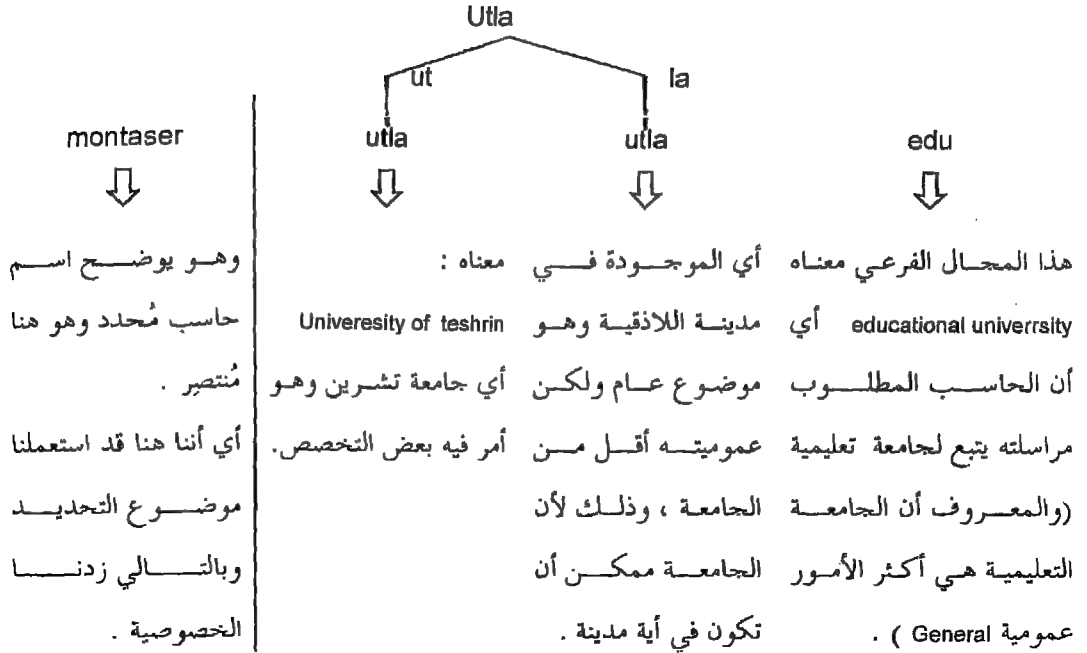 Utla
ut la
montaser utla utla edu
هذا المجال الفرعي معناه
educational univerrsity أي
أن الحاسب المطلوب
مراسلته يتبع لجامعة تعليمية
(والمعروف أن الجامعة
التعليمية هي أكثر الأمور
عمومية General ) .
أي الموجودة في
مدينة اللاذقية وهو
موضوع عام ولكن
عموميته أقل من
الجامعة ، وذلك لأن
الجامعة ممكن أن
تكون في أية مدينة .
معناه :
Univeresity of teshrin
أي جامعة تشرين وهو
أمر فيه بعض التخصص.
وهو يوضح اسم
حاسب مُحدد وهو هنا
مُنتصِر .
أي أننا هنا قد استعملنا
موضوع التحديد
وبالتالي زدنا
الخصوصية .